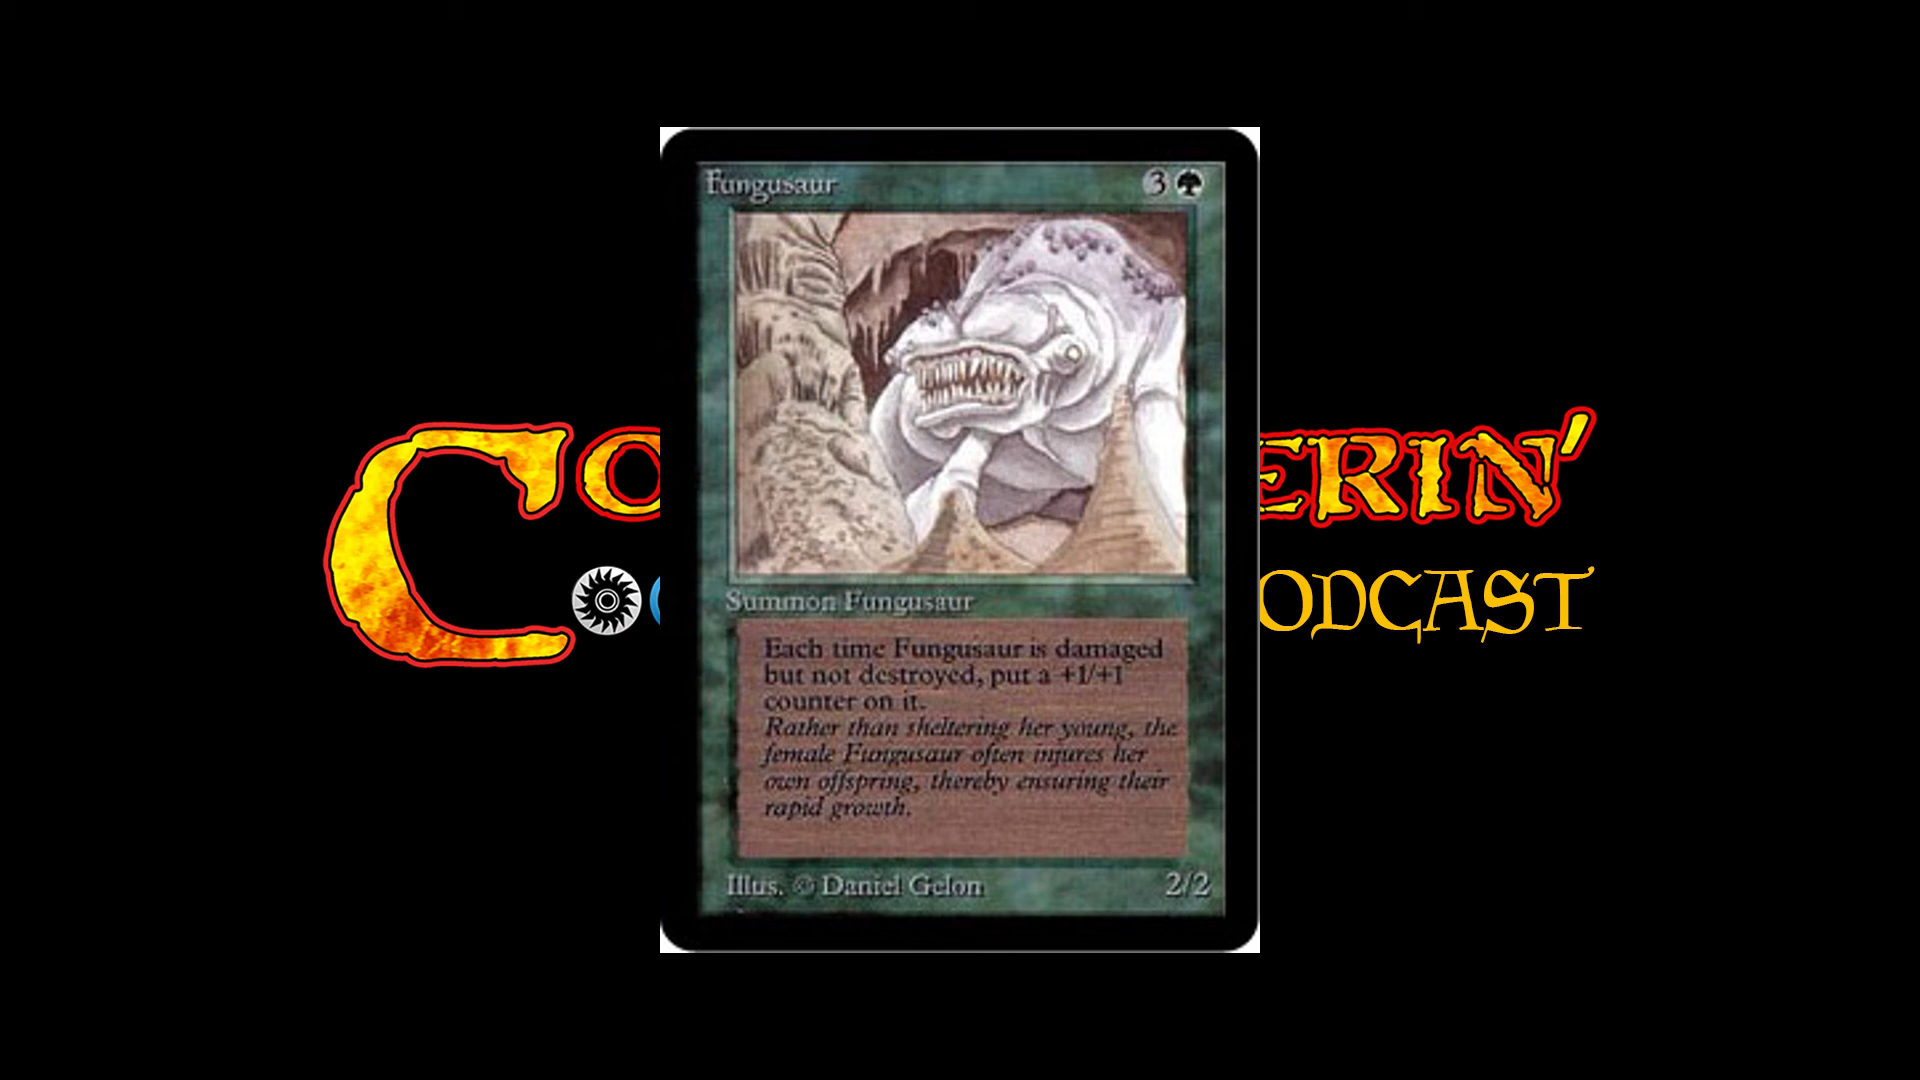 Fungusaur 3
Co
ERIN'
ODCAST
Summon Fungusaur
Each time Fungusaur is damaged
but not destroyed, put a +1/+1
counter on it.
Rather than sheltering her young, the
female Fungusaur often injures her
own offspring, thereby ensuring their
rapid growth.
Illus. © Daniel Gelon 2/2